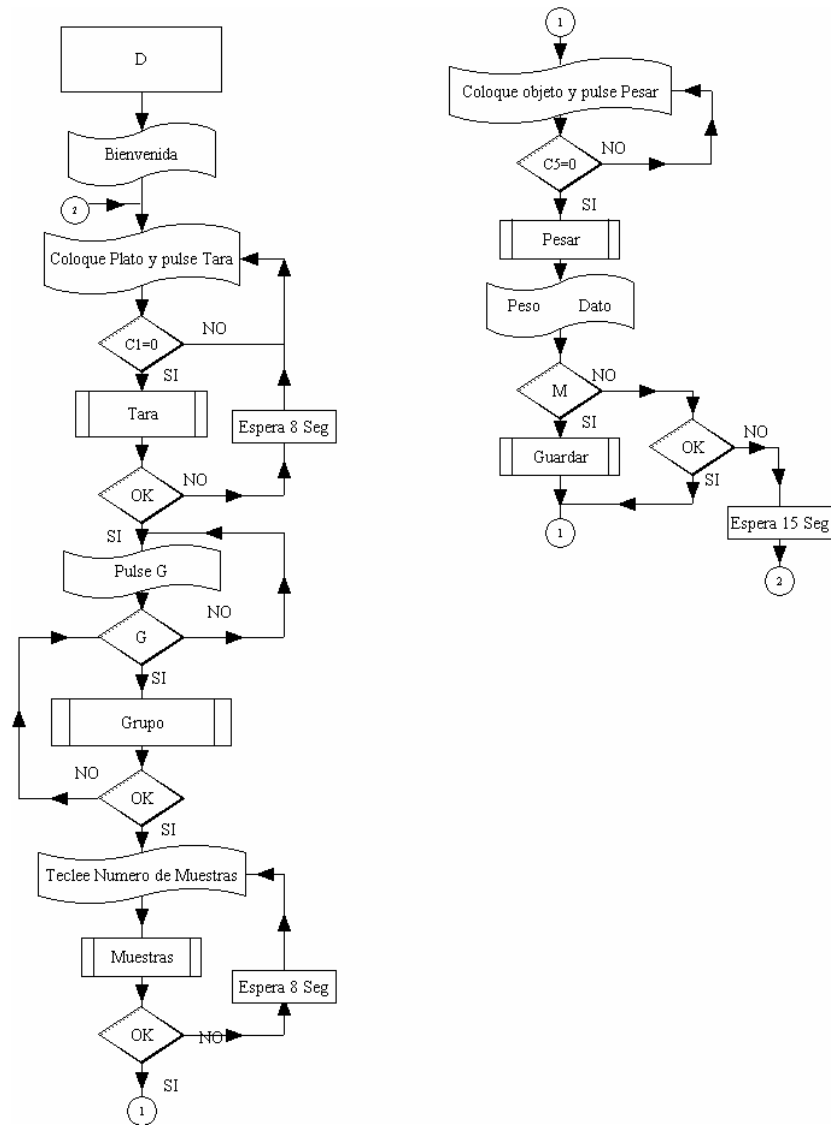 D
Bienvenida
2
Coloque Plato y pulse Tara
C1=0
NO
SI
Tara
Espera 8 Seg
OK
NO
SI
Pulse G
NO
G
SI
Grupo
NO
OK
SI
Teclee Numero de Muestras
Muestras
Espera 8 Seg
OK
NO
SI
1
1
Coloque objeto y pulse Pesar
C5=0
NO
SI
Pesar
Peso Dato
M
NO
SI
Guardar
OK
NO
SI
Espera 15 Seg
1
2